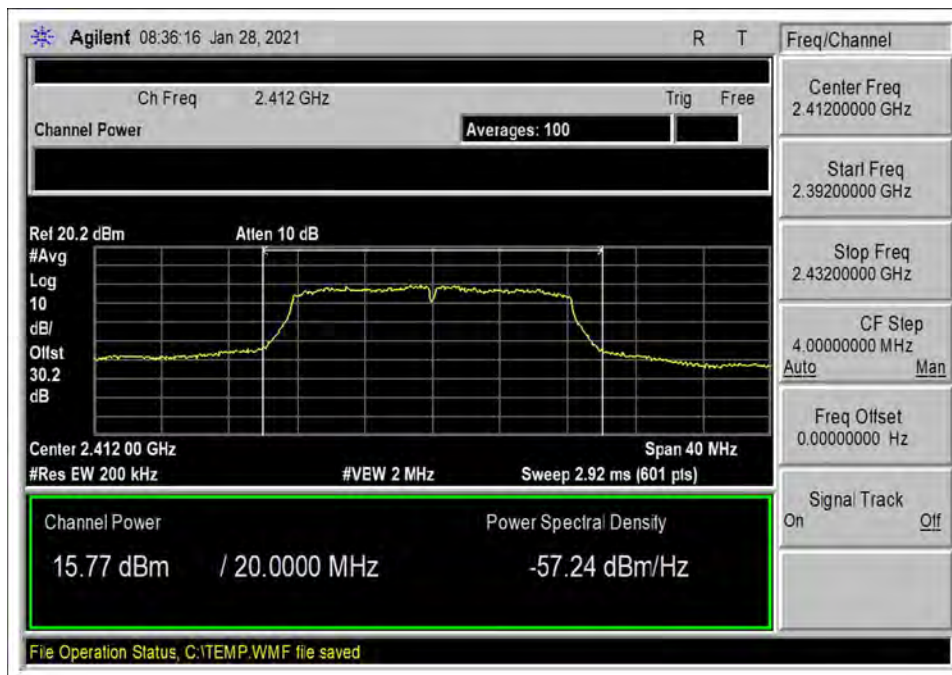 Agilent 08:36:16 Jan 28, 2021 R T
Freq/Channel
Ch Freq 2.412 GHz Trig Free
Channel Power Averages: 100
Center Freq
2.41200000 GHz
Start Freq
2.39200000 GHz
Stop Freq
2.43200000 GHz
CF Step
4.00000000 MHz
Auto Man
Freq Offset
0.00000000 Hz
Signal Track
On Off
Ref 20.2 dBm Atten 10 dB
#Avg
Log
10
dB/
Offst
30.2
dB
Center 2.412 00 GHz Span 40 MHz
#Res EW 200 kHz #VEW 2 MHz Sweep 2.92 ms (601 pts)
Channel Power Power Spectral Density
15.77 dBm / 20.0000 MHz -57.24 dBm/Hz
File Operation Status, C:\TEMP.WMF file saved